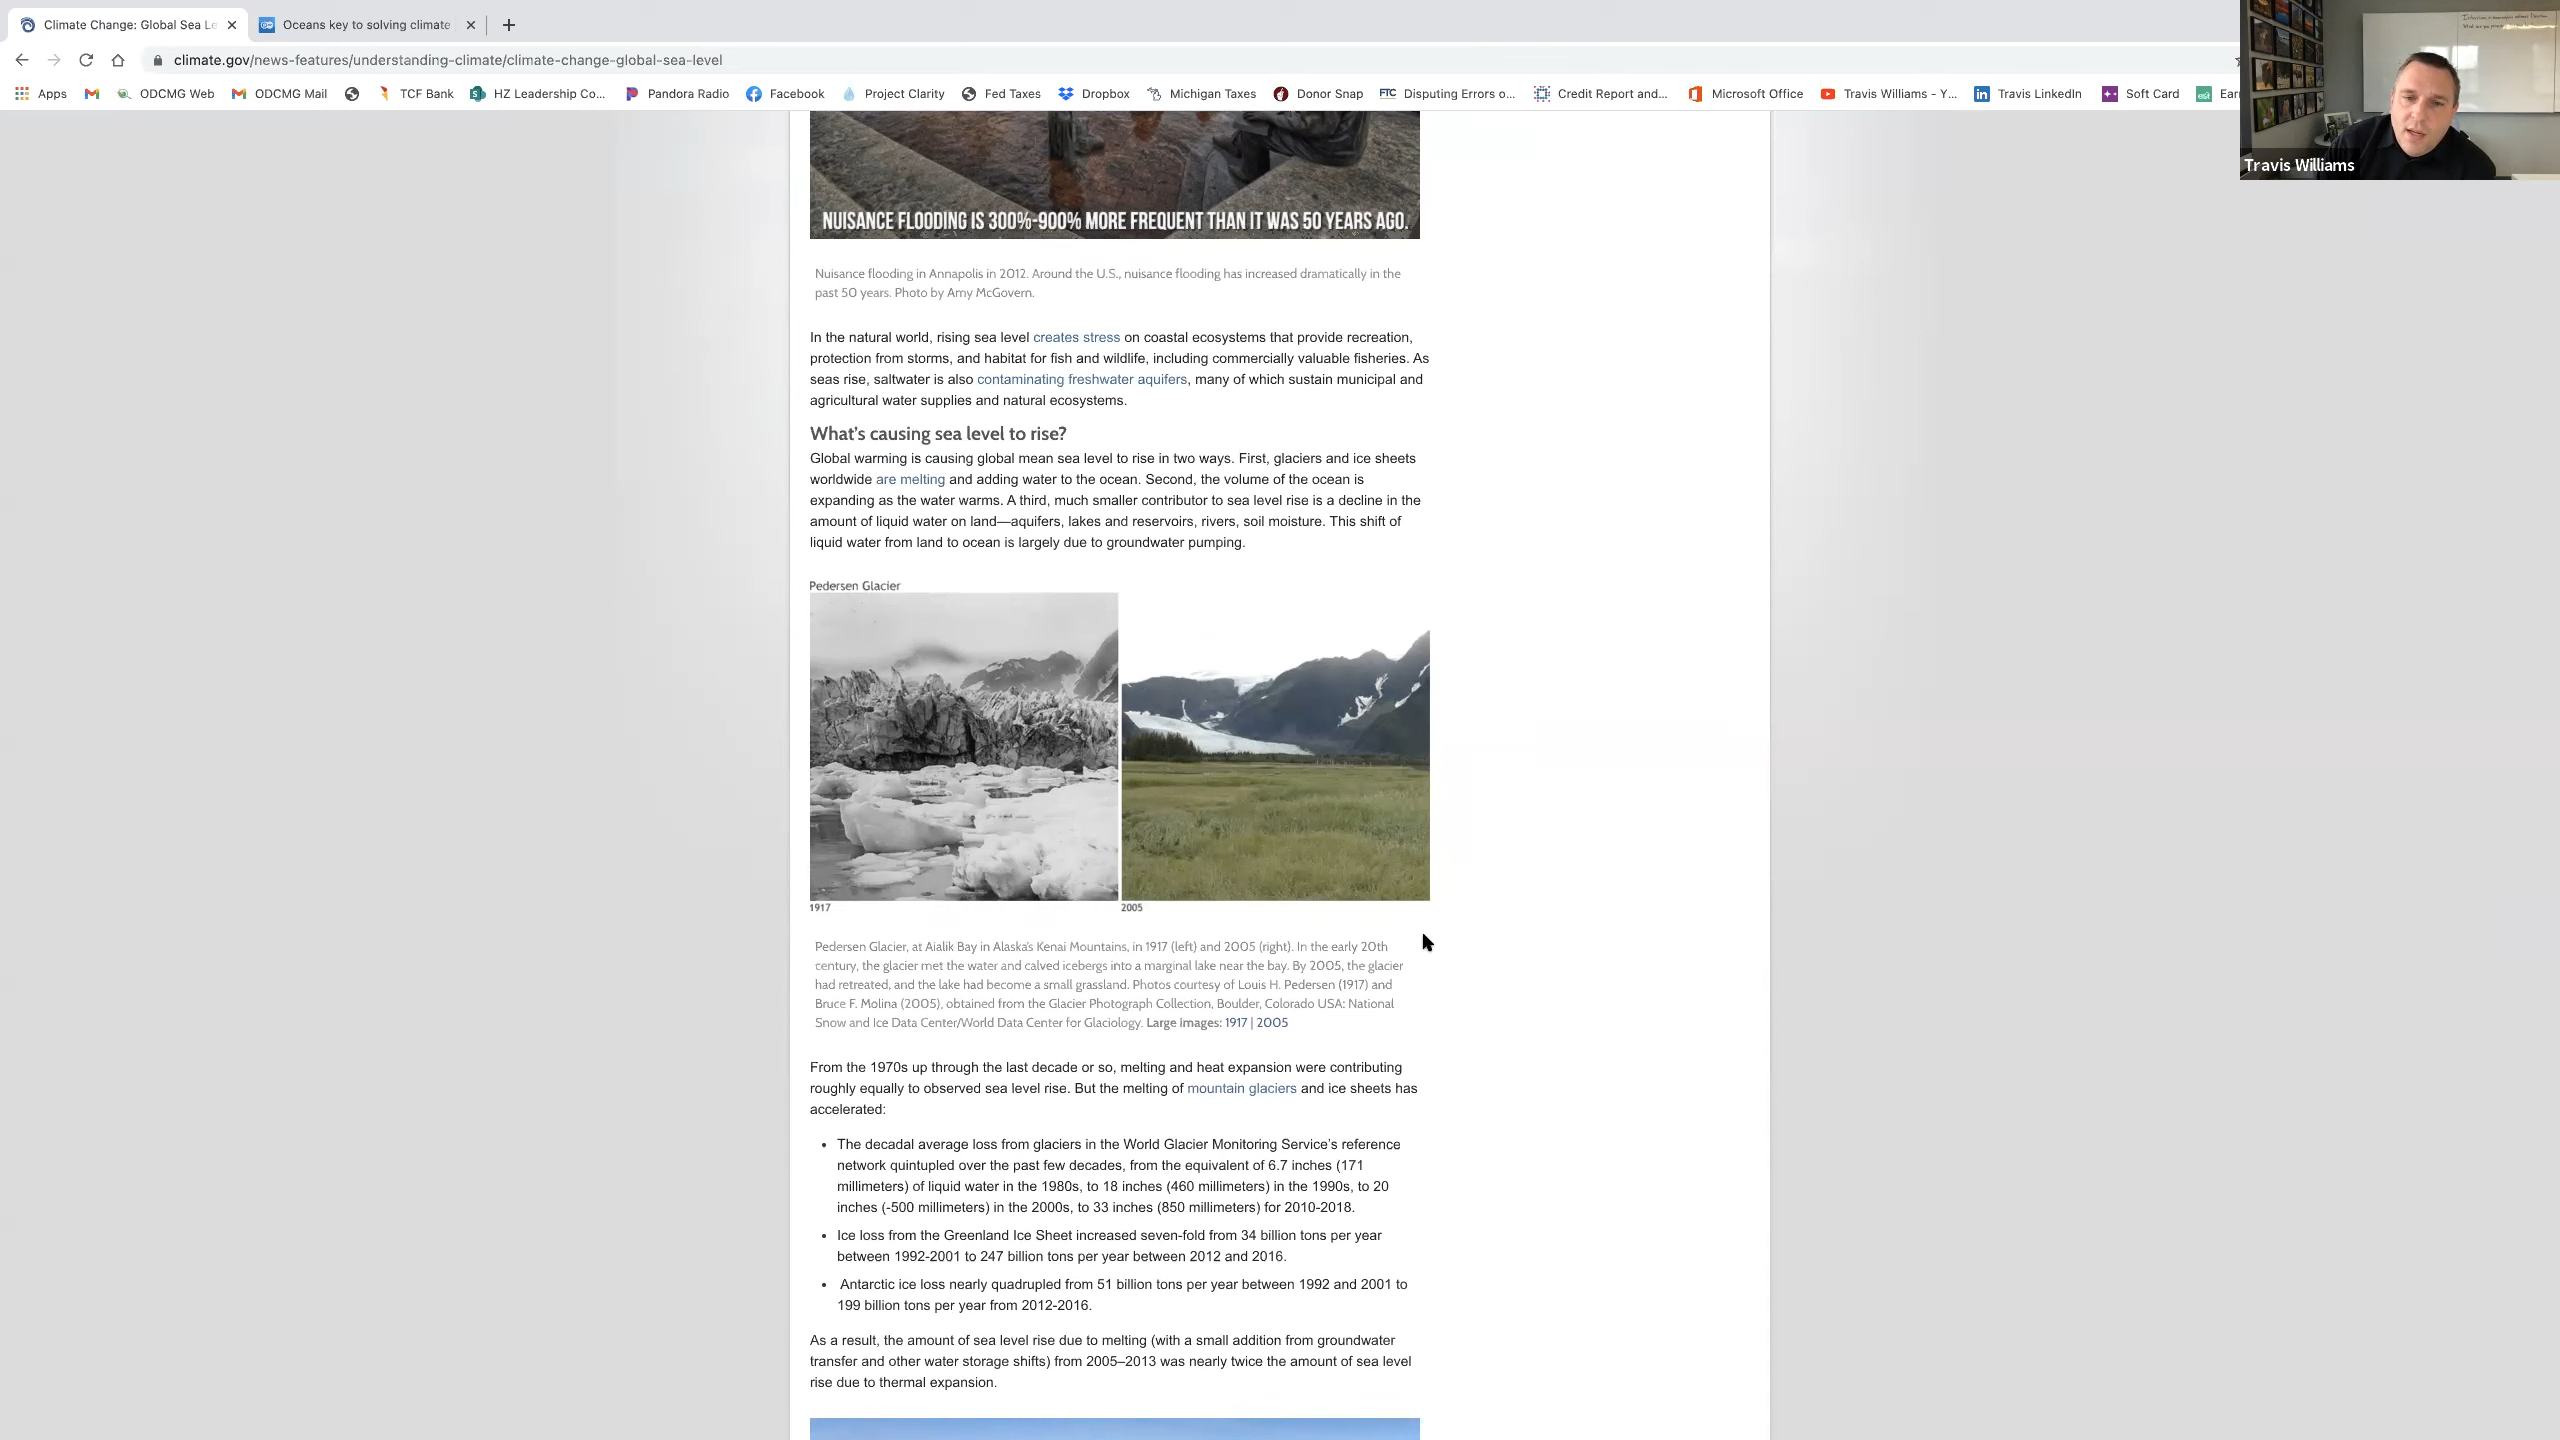 Climate Change: Global Sea Le
Oceans key to solving climate
climate.gov/news-features/understanding-climate/climate-change-global-sea-level
Apps ODCMG Web ODCMG Mail TCF Bank HZ Leadership Co... Pandora Radio Facebook Project Clarity Fed Taxes Dropbox Michigan Taxes Donor Snap FTC Disputing Errors o... Credit Report and... Microsoft Office Travis Williams - Y... Travis LinkedIn Soft Card Ear
Travis Williams
NUISANCE FLOODING IS 300%-900% MORE FREQUENT THAN IT WAS 50 YEARS AGO.
Nuisance flooding in Annapolis in 2012. Around the U.S., nuisance flooding has increased dramatically in the
past 50 years. Photo by Amy McGovern.
In the natural world, rising sea level creates stress on coastal ecosystems that provide recreation,
protection from storms, and habitat for fish and wildlife, including commercially valuable fisheries. As
seas rise, saltwater is also contaminating freshwater aquifers, many of which sustain municipal and
agricultural water supplies and natural ecosystems.
What's causing sea level to rise?
Global warming is causing global mean sea level to rise in two ways. First, glaciers and ice sheets
worldwide are melting and adding water to the ocean. Second, the volume of the ocean is
expanding as the water warms. A third, much smaller contributor to sea level rise is a decline in the
amount of liquid water on land—aquifers, lakes and reservoirs, rivers, soil moisture. This shift of
liquid water from land to ocean is largely due to groundwater pumping.
Pedersen Glacier
1917
2005
Pedersen Glacier, at Aialik Bay in Alaska's Kenai Mountains, in 1917 (left) and 2005 (right). In the early 20th
century, the glacier met the water and calved icebergs into a marginal lake near the bay. By 2005, the glacier
had retreated, and the lake had become a small grassland. Photos courtesy of Louis H. Pedersen (1917) and
Bruce F. Molina (2005), obtained from the Glacier Photograph Collection, Boulder, Colorado USA: National
Snow and Ice Data Center/World Data Center for Glaciology. Large images: 1917 | 2005
From the 1970s up through the last decade or so, melting and heat expansion were contributing
roughly equally to observed sea level rise. But the melting of mountain glaciers and ice sheets has
accelerated:
• The decadal average loss from glaciers in the World Glacier Monitoring Service's reference
network quintupled over the past few decades, from the equivalent of 6.7 inches (171
millimeters) of liquid water in the 1980s, to 18 inches (460 millimeters) in the 1990s, to 20
inches (-500 millimeters) in the 2000s, to 33 inches (850 millimeters) for 2010-2018.
• Ice loss from the Greenland Ice Sheet increased seven-fold from 34 billion tons per year
between 1992-2001 to 247 billion tons per year between 2012 and 2016.
• Antarctic ice loss nearly quadrupled from 51 billion tons per year between 1992 and 2001 to
199 billion tons per year from 2012-2016.
As a result, the amount of sea level rise due to melting (with a small addition from groundwater
transfer and other water storage shifts) from 2005–2013 was nearly twice the amount of sea level
rise due to thermal expansion.